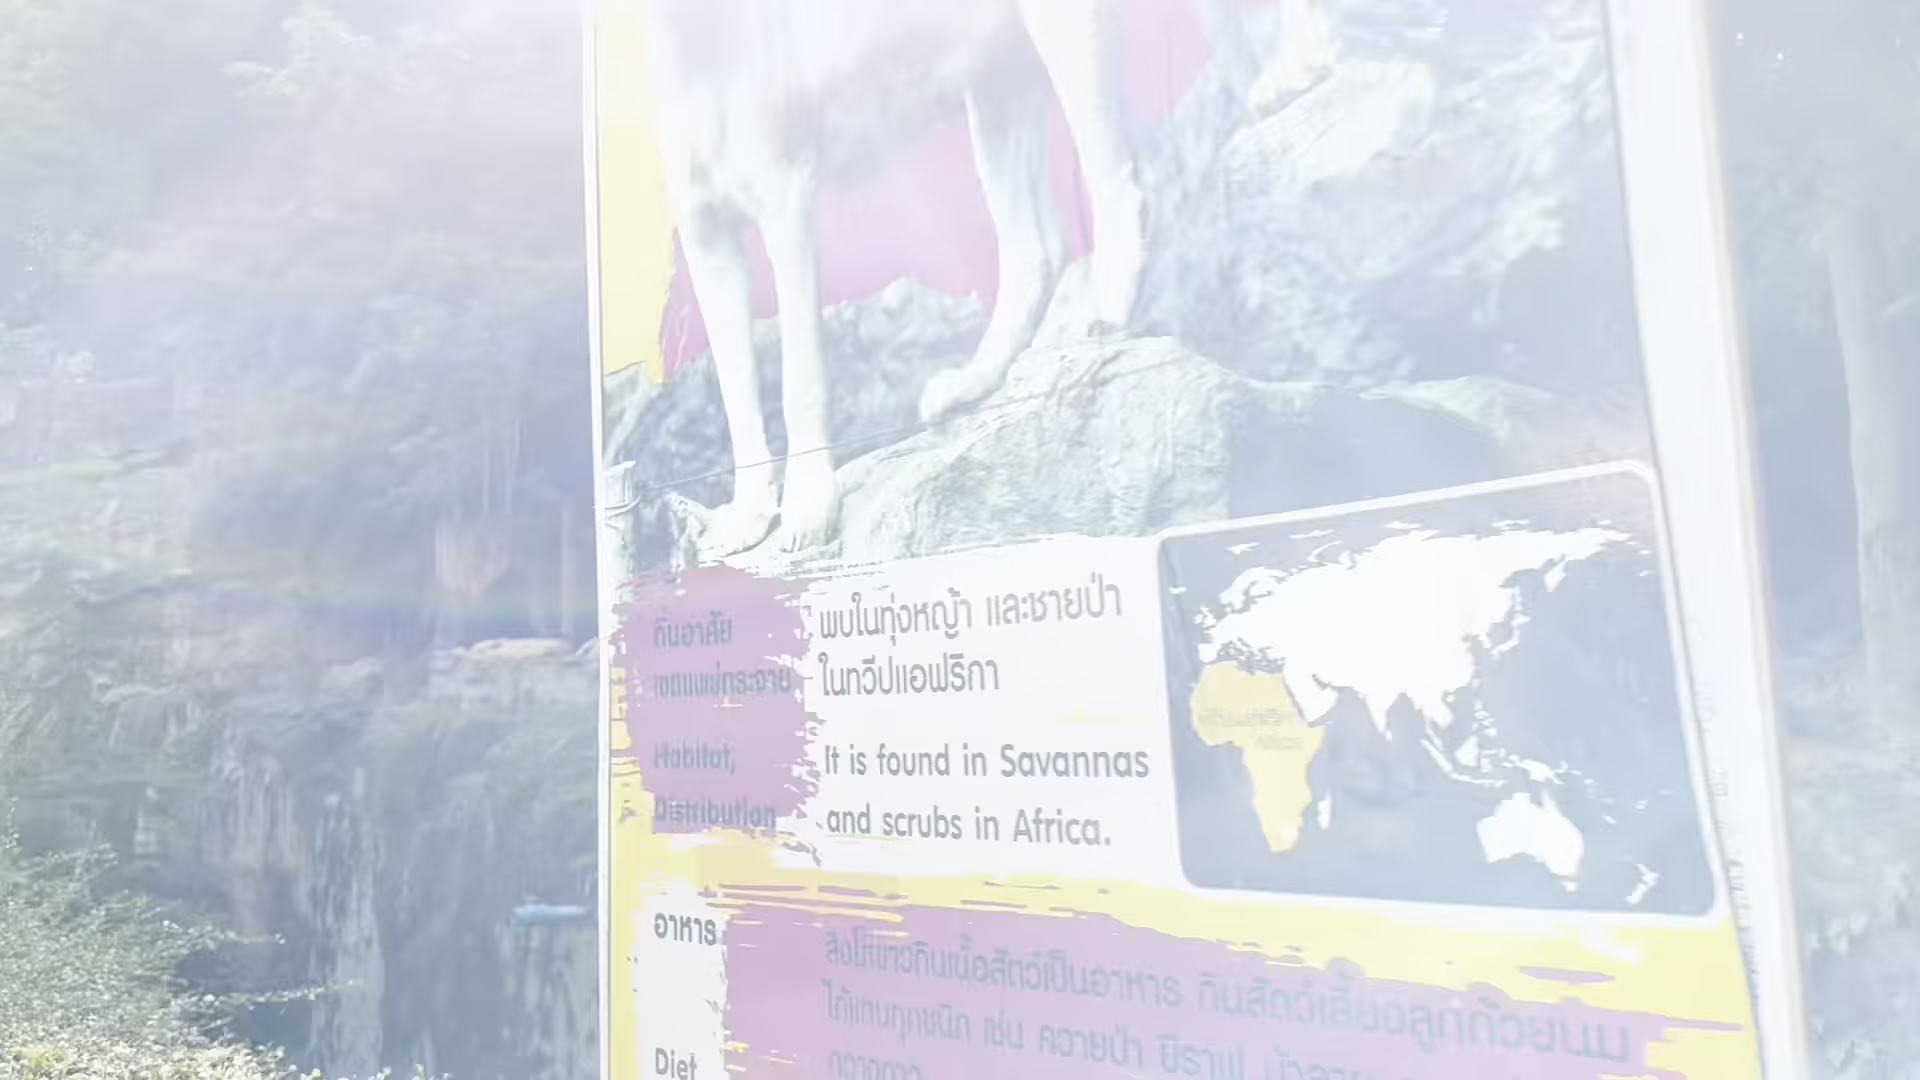 ถิ่นอาศัย
เขตแพร่กระจาย
พบในทุ่งหญ้า และชายป่า
ในทวีปแอฟริกา
Habitat,
Distribution
It is found in Savannas
and scrubs in Africa.
Africa
อาหาร
สิงโตขาวกินเนื้อสัตว์เป็นอาหาร กินสัตว์เลี้ยงลูกด้วยนม
ได้แทบทุกชนิด เช่น ควายป่า ยีราฟ
Diet